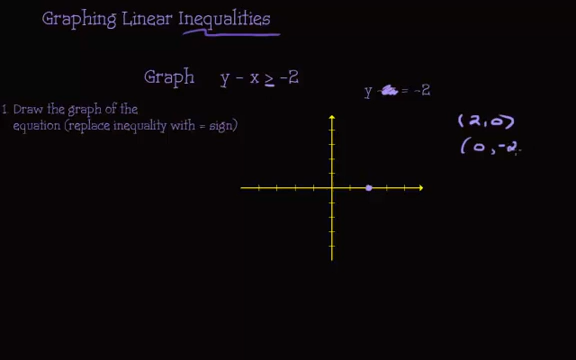 Graphing Linear Inequalities
Graph y - x ≥ -2
y - = -2
1. Draw the graph of the
equation (replace inequality with = sign)
(2,0)
(0,-2